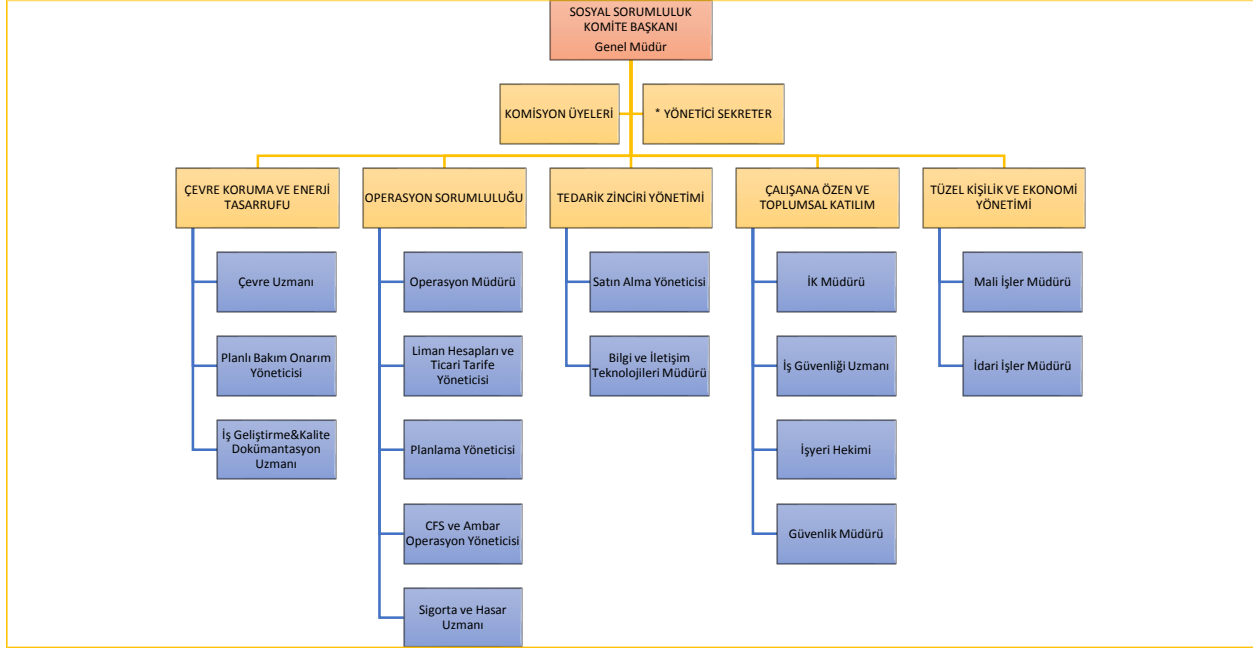 SOSYAL SORUMLULUK
KOMİTE BAŞKANI
Genel Müdür
KOMİSYON ÜYELERİ
* YÖNETİCİ SEKRETER
ÇEVRE KORUMA VE ENERJİ
TASARRUFU
OPERASYON SORUMLULUĞU
TEDARİK ZİNCİRİ YÖNETİMİ
ÇALIŞANA ÖZEN VE
TOPLUMSAL KATILIM
TÜZEL KİŞİLİK VE EKONOMİ
YÖNETİMİ
Çevre Uzmanı
Planlı Bakım Onarım
Yöneticisi
İş Geliştirme&Kalite
Dokümantasyon
Uzmanı
Operasyon Müdürü
Liman Hesapları ve
Ticari Tarife
Yöneticisi
Planlama Yöneticisi
CFS ve Ambar
Operasyon Yöneticisi
Sigorta ve Hasar
Uzmanı
Satın Alma Yöneticisi
Bilgi ve İletişim
Teknolojileri Müdürü
İK Müdürü
İş Güvenliği Uzmanı
İşyeri Hekimi
Güvenlik Müdürü
Mali İşler Müdürü
İdari İşler Müdürü